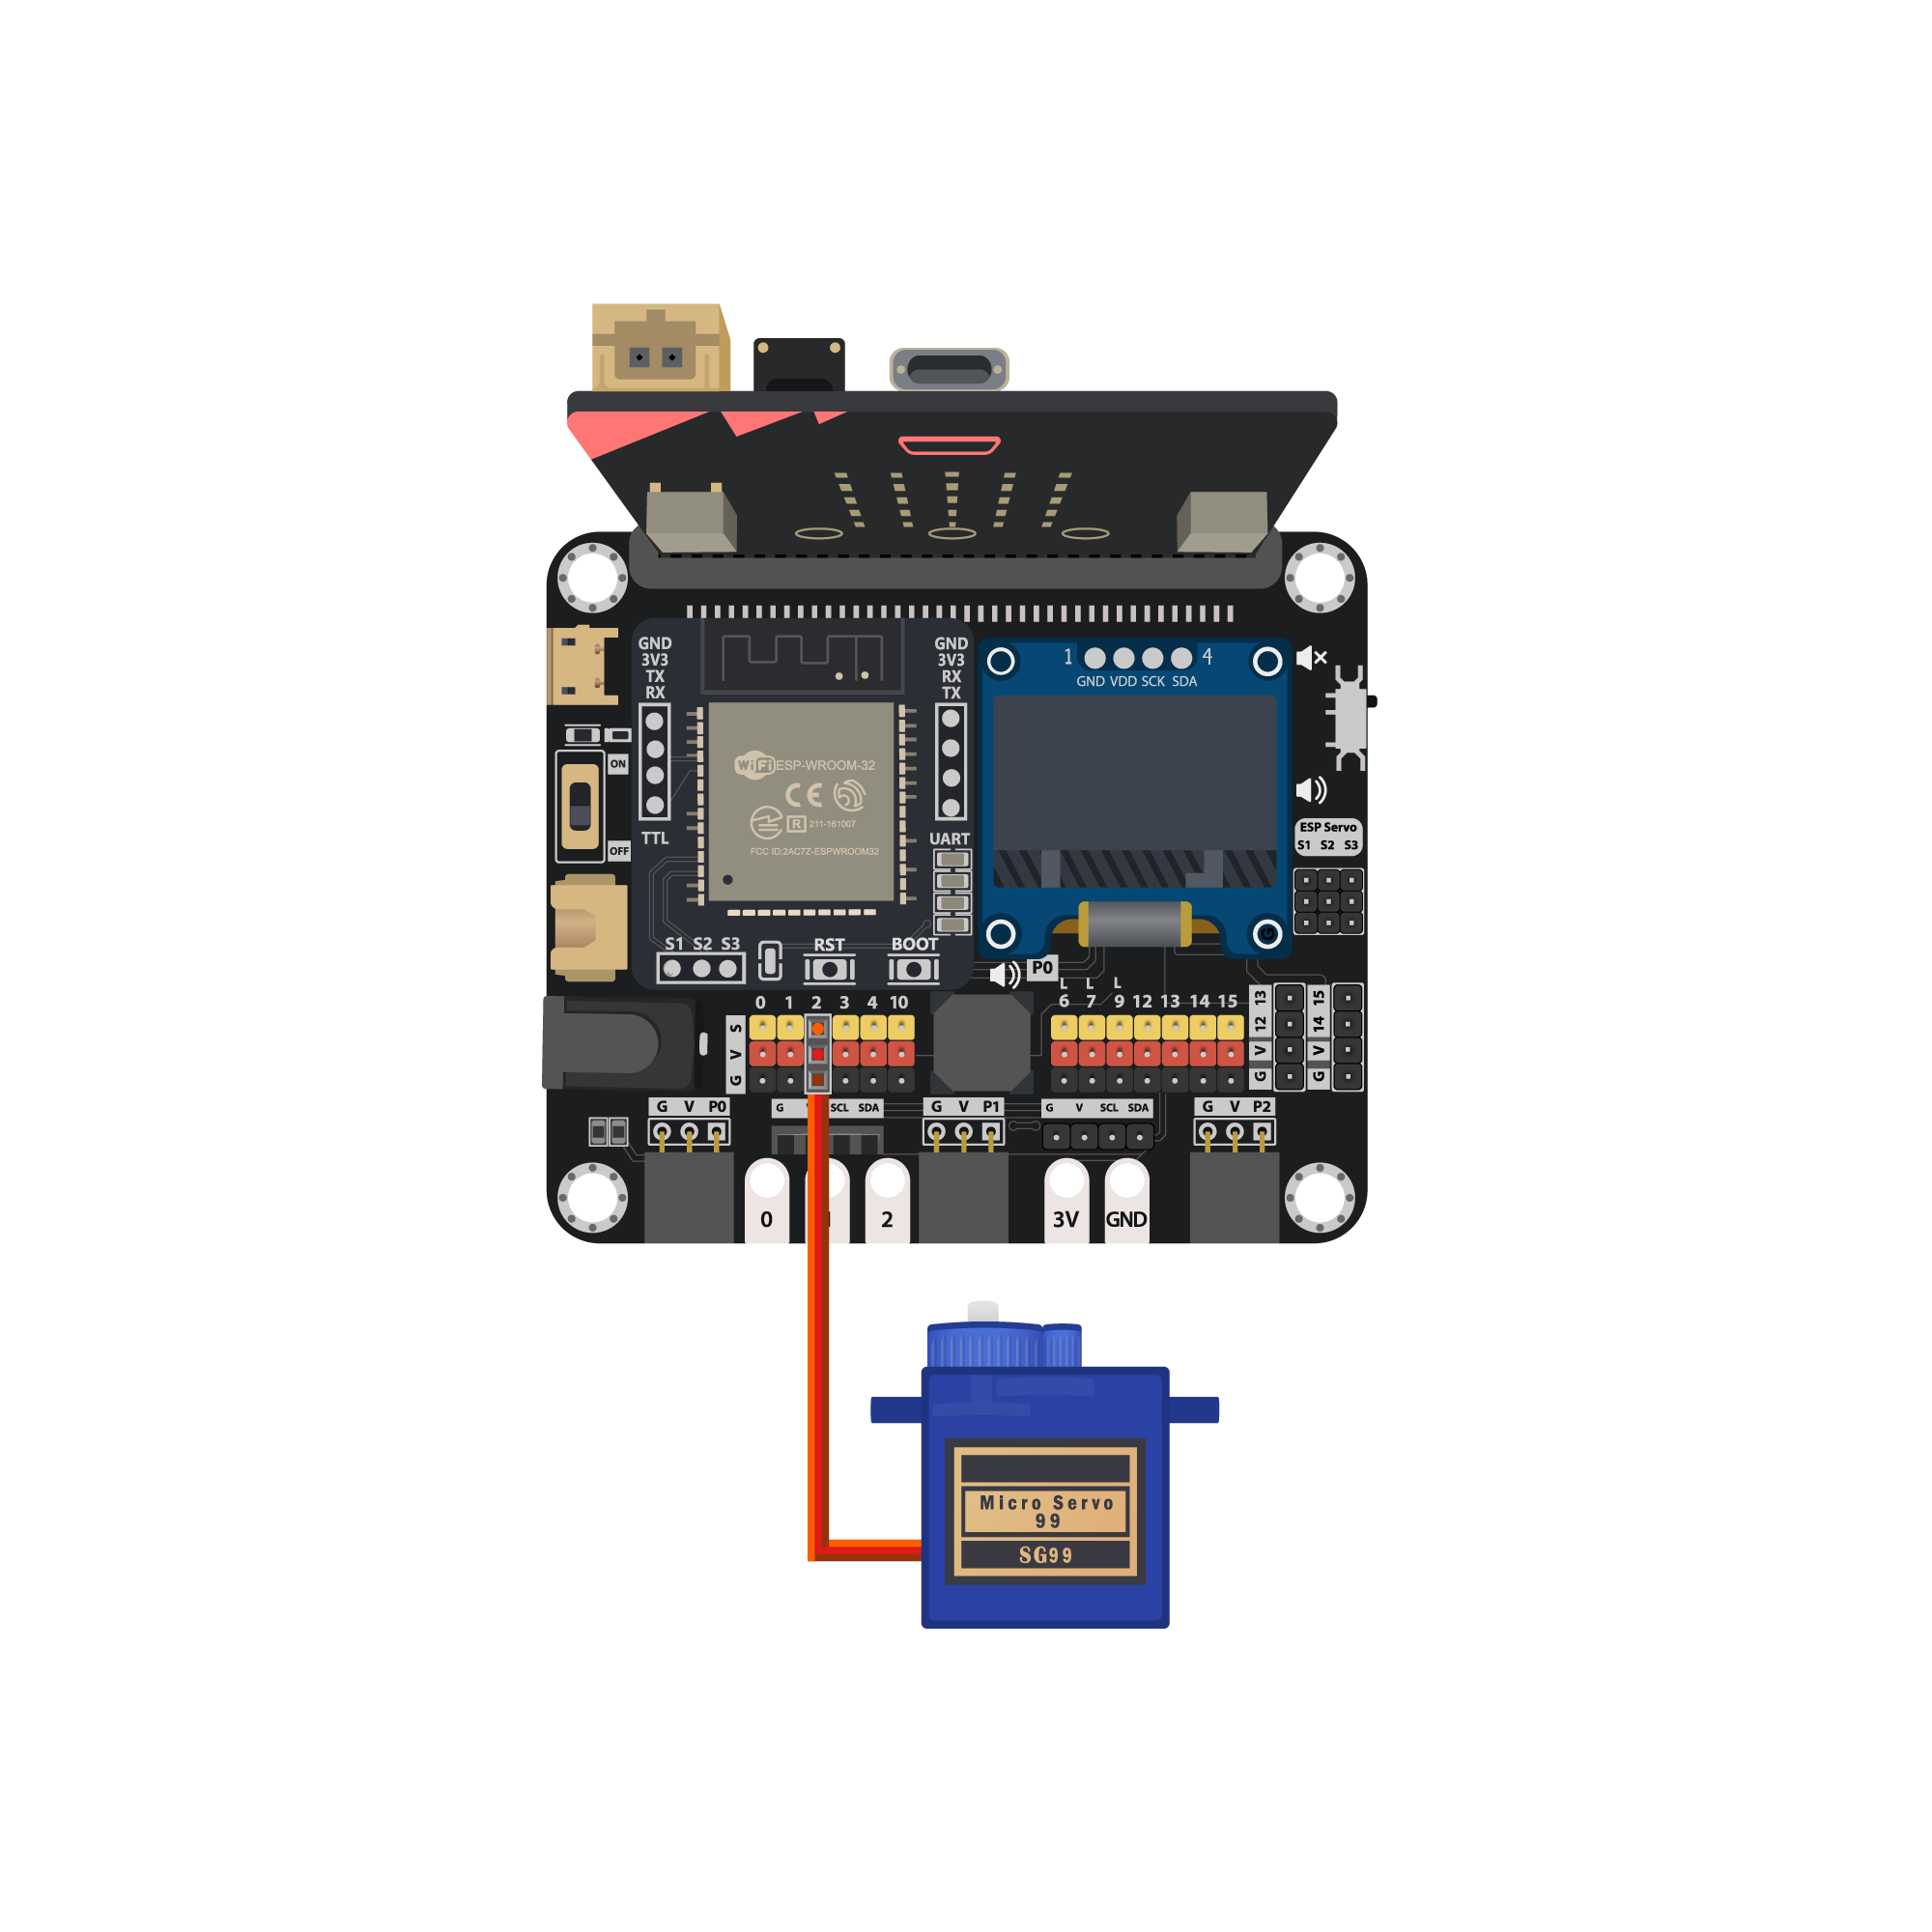 GND
3V3
TX
RX
TTL
GND
3V3
RX
TX
UART
1 4
GND VDD SCK SDA
ON
OFF
WiFi ESP-WROOM-32
CE
R 211-161007
FCC ID:2AC7Z-ESPWROOM32
ESP Servo
S1 S2 S3
S1 S2 S3
RST
BOOT
P0
L L L
0 1 2 3 4 10
6 7 9 12 13 14 15
S
V
G
13
12
V
G
15
14
V
G
G V P0
G SCL SDA
G V P1
G V SCL SDA
G V P2
0
2
3V
GND
G
Micro Servo
99
SG99